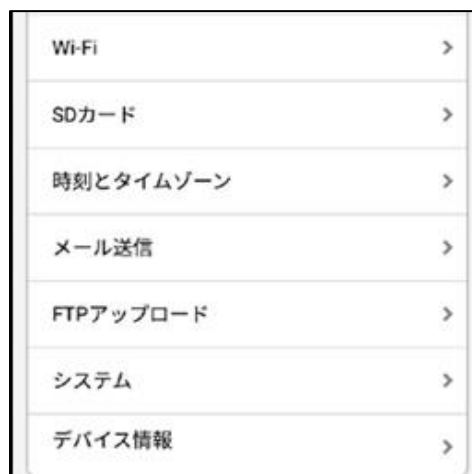 Wi-Fi
SDカード
時刻とタイムゾーン
メール送信
FTPアップロード
システム
デバイス情報